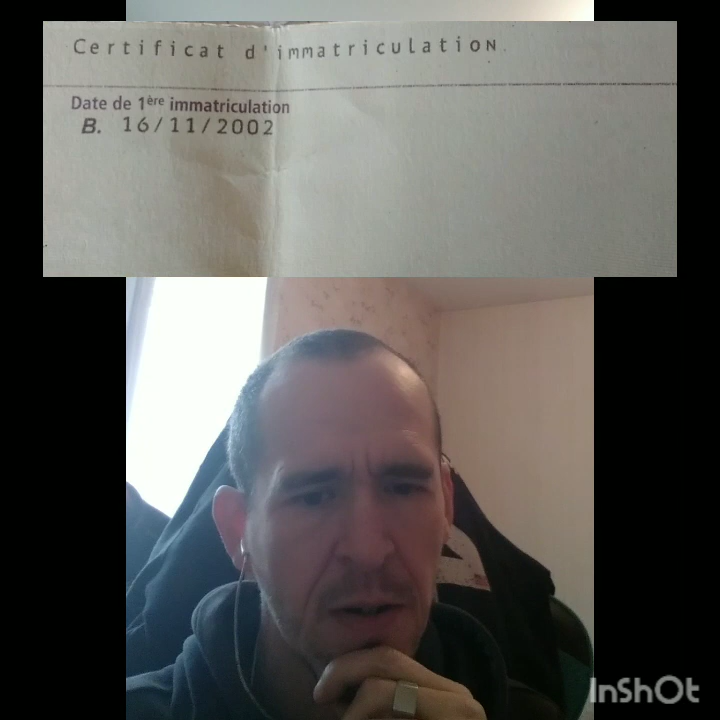 Certificat d'immatriculation
Date de 1ère immatriculation
B. 16/11/2002
InShOt